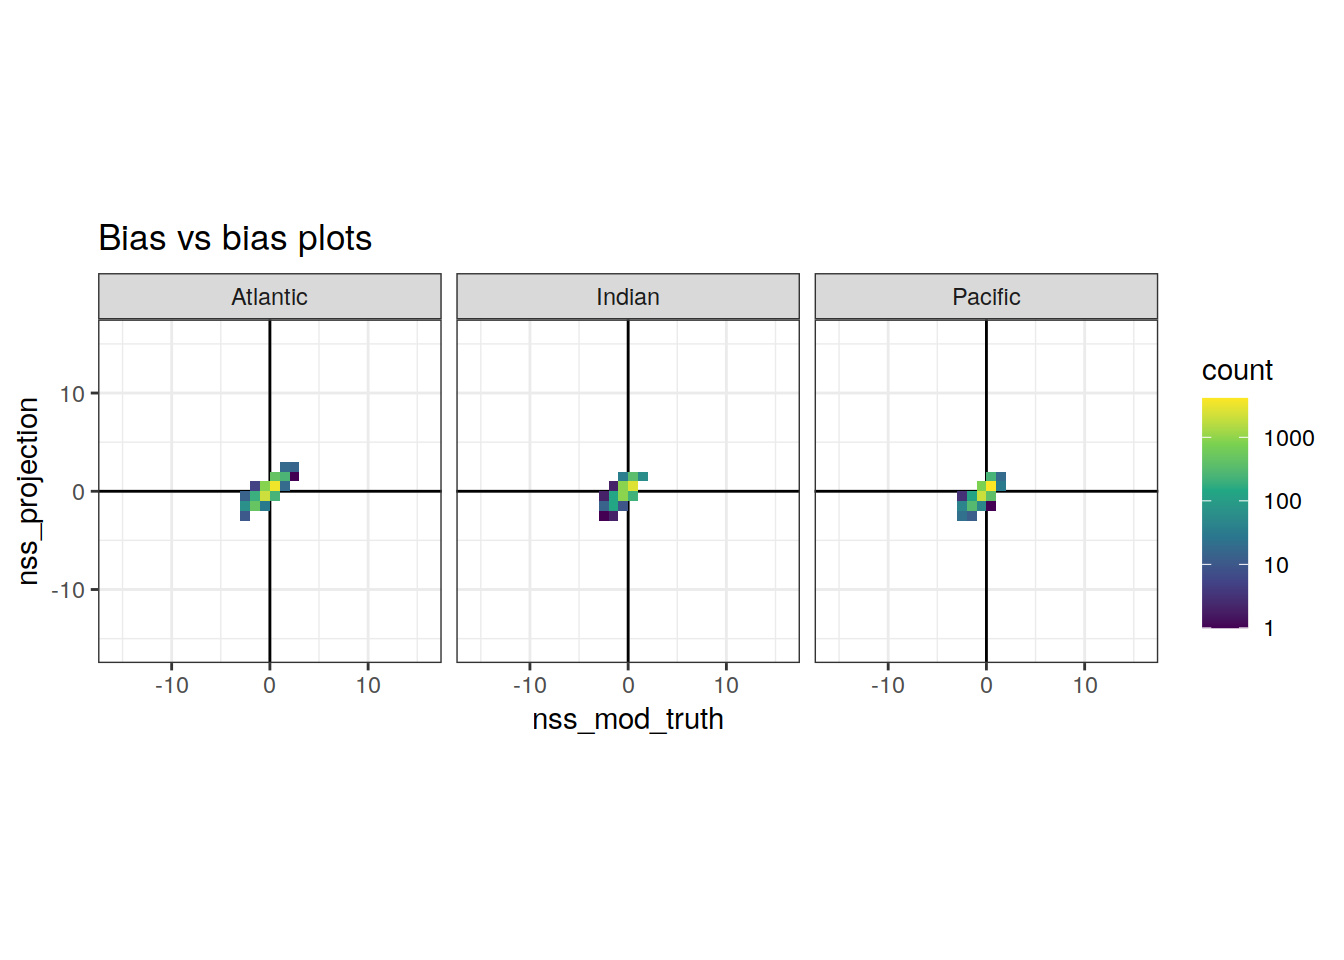 Bias vs bias plots
Atlantic Indian Pacific
nss_projection
10
0
-10
-10 0 10 -10 0 10 -10 0 10
nss_mod_truth
count
1000
100
10
1